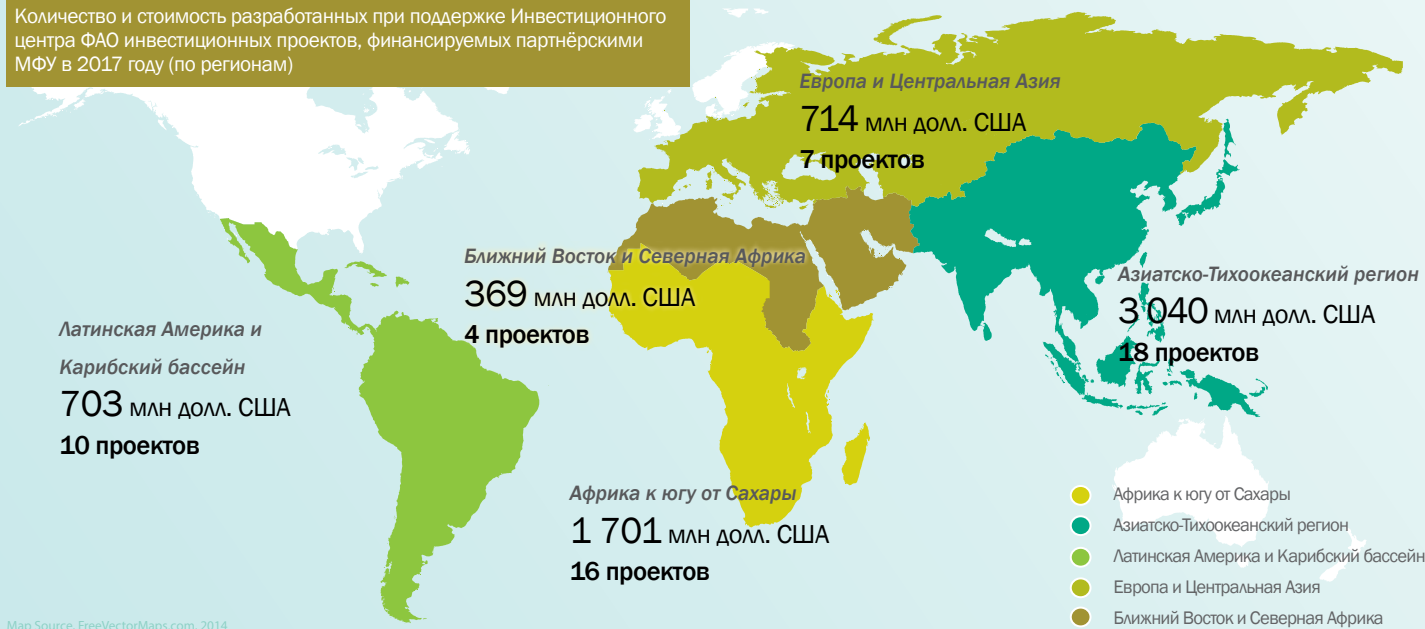 Количество и стоимость разработанных при поддержке Инвестиционного
центра ФАО инвестиционных проектов, финансируемых партнёрскими
МФУ в 2017 году (по регионам)
Европа и Центральная Азия
714 млн долл. США
7 проектов
Ближний Восток и Северная Африка
369 млн долл. США
4 проектов
Азиатско-Тихоокеанский регион
3 040 млн долл. США
18 проектов
Латинская Америка и
Карибский бассейн
703 млн долл. США
10 проектов
Африка к югу от Сахары
1 701 млн долл. США
16 проектов
Африка к югу от Сахары
Азиатско-Тихоокеанский регион
Латинская Америка и Карибский бассейн
Европа и Центральная Азия
Ближний Восток и Северная Африка
Map Source. FreeVectorMaps.com, 2014